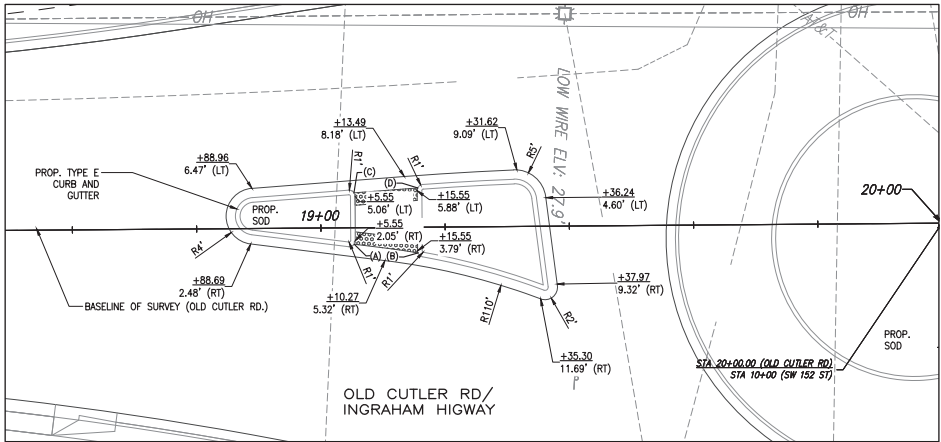 OH
OH
AT&T
LOW WIRE ELV: 27.9'
+13.49
8.18' (LT)
+31.62
9.09' (LT)
R5'
+88.96
6.47' (LT)
R1'
(C)
R1'
(D)
PROP. TYPE E
CURB AND
GUTTER
+5.55
5.06' (LT)
+15.55
5.88' (LT)
+36.24
4.60' (LT)
20+00
PROP.
SOD
19+00
+5.55
2.05' (RT)
+15.55
3.79' (RT)
R4'
(A)
(B)
R1'
R1'
+88.69
2.48' (RT)
BASELINE OF SURVEY (OLD CUTLER RD.)
+10.27
5.32' (RT)
R110'
+37.97
9.32' (RT)
R2'
+35.30
11.69' (RT)
PROP.
SOD
STA 20+00.00 (OLD CUTLER RD)
STA 10+00 (SW 152 ST)
OLD CUTLER RD/
INGRAHAM HIGWAY